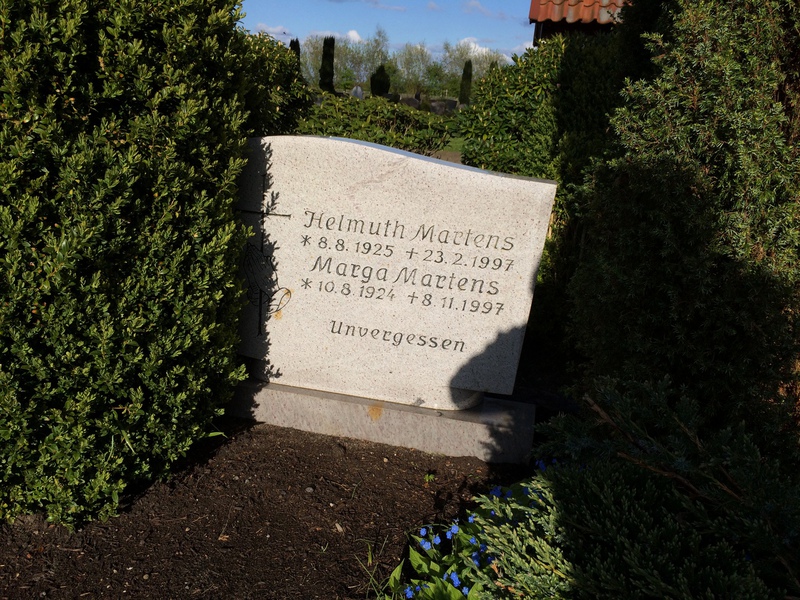 Helmuth Martens
* 8.8.1925 + 23.2.1997
Marga Martens
* 10.8.1924 + 8.11.1997
Unvergessen